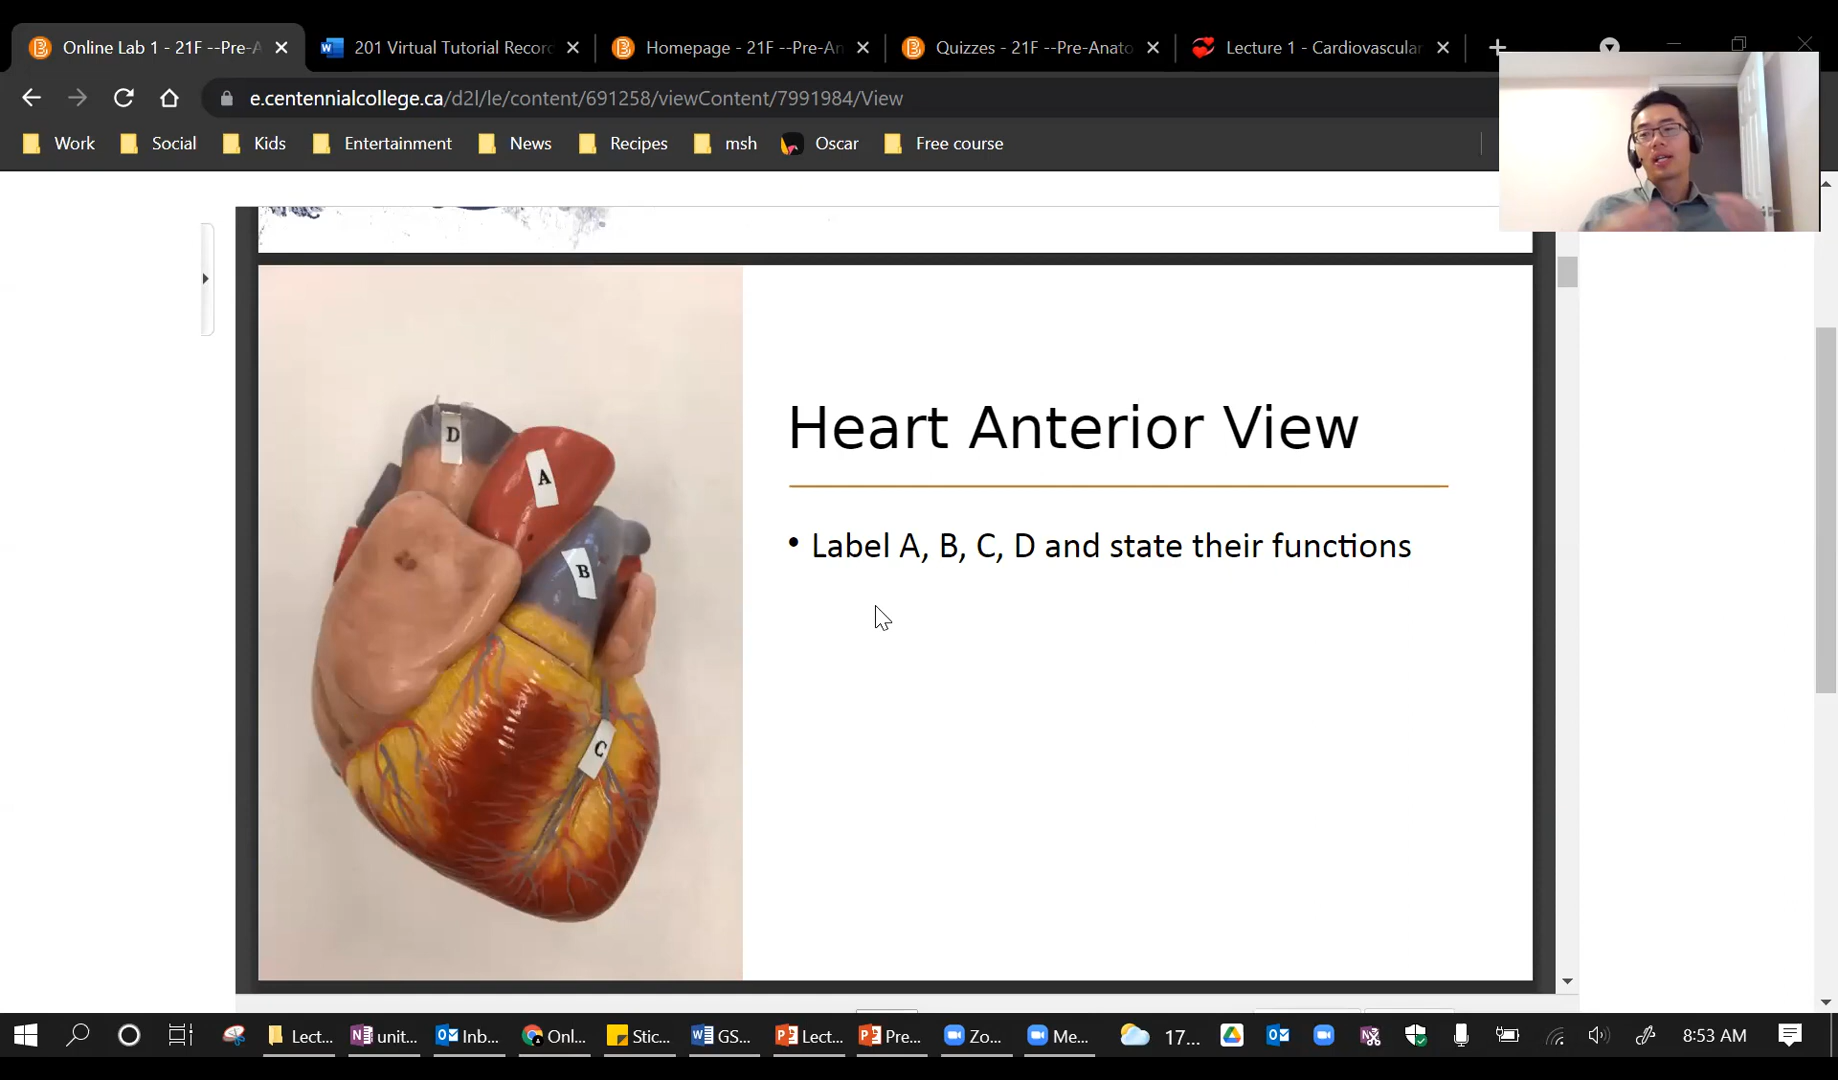 Online Lab 1 - 21F --Pre-A
201 Virtual Tutorial Recor
Homepage - 21F --Pre-An
Quizzes - 21F --Pre-Anato
Lecture 1 - Cardiovascular
e.centennialcollege.ca/d2l/le/content/691258/viewContent/7991984/View
Work
Social
Kids
Entertainment
News
Recipes
msh
Oscar
Free course
D
A
B
C
Heart Anterior View
• Label A, B, C, D and state their functions
Lect...
unit...
Inb...
Onl...
Stic...
GS...
Lect...
Pre...
Zo...
Me...
17...
8:53 AM